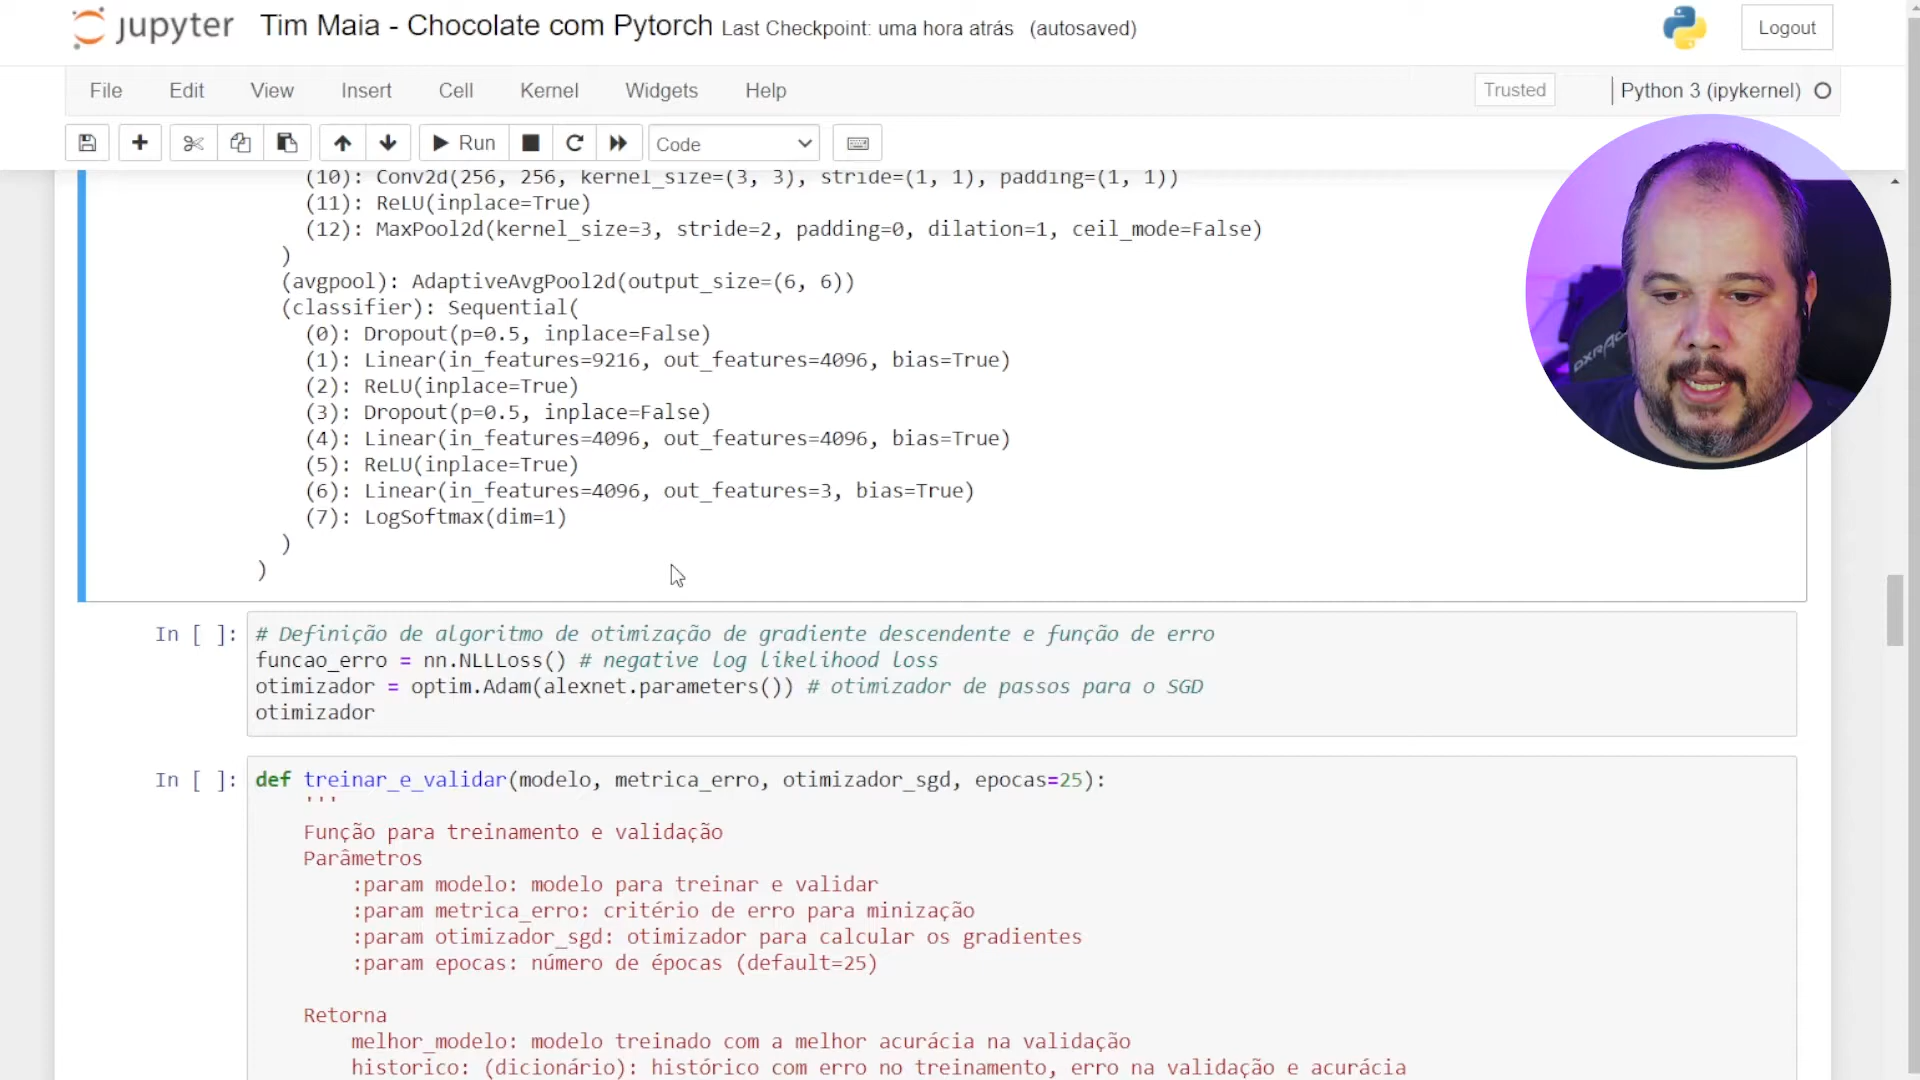 jupyter Tim Maia - Chocolate com Pytorch Last Checkpoint: uma hora atrás (autosaved)
Logout
File Edit View Insert Cell Kernel Widgets Help Trusted Python 3 (ipykernel)
Run Code
(10): Conv2d(256, 256, kernel_size=(3, 3), stride=(1, 1), padding=(1, 1))
(11): ReLU(inplace=True)
(12): MaxPool2d(kernel_size=3, stride=2, padding=0, dilation=1, ceil_mode=False)
)
(avgpool): AdaptiveAvgPool2d(output_size=(6, 6))
(classifier): Sequential(
(0): Dropout(p=0.5, inplace=False)
(1): Linear(in_features=9216, out_features=4096, bias=True)
(2): ReLU(inplace=True)
(3): Dropout(p=0.5, inplace=False)
(4): Linear(in_features=4096, out_features=4096, bias=True)
(5): ReLU(inplace=True)
(6): Linear(in_features=4096, out_features=3, bias=True)
(7): LogSoftmax(dim=1)
)
)
In [ ]: # Definição de algoritmo de otimização de gradiente descendente e função de erro
funcao_erro = nn.NLLLoss() # negative log likelihood loss
otimizador = optim.Adam(alexnet.parameters()) # otimizador de passos para o SGD
otimizador
In [ ]: def treinar_e_validar(modelo, metrica_erro, otimizador_sgd, epocas=25):
'''
Função para treinamento e validação
Parâmetros
:param modelo: modelo para treinar e validar
:param metrica_erro: critério de erro para minização
:param otimizador_sgd: otimizador para calcular os gradientes
:param epocas: número de épocas (default=25)
Retorna
melhor_modelo: modelo treinado com a melhor acurácia na validação
historico: (dicionário): histórico com erro no treinamento, erro na validação e acurácia
DXRAC